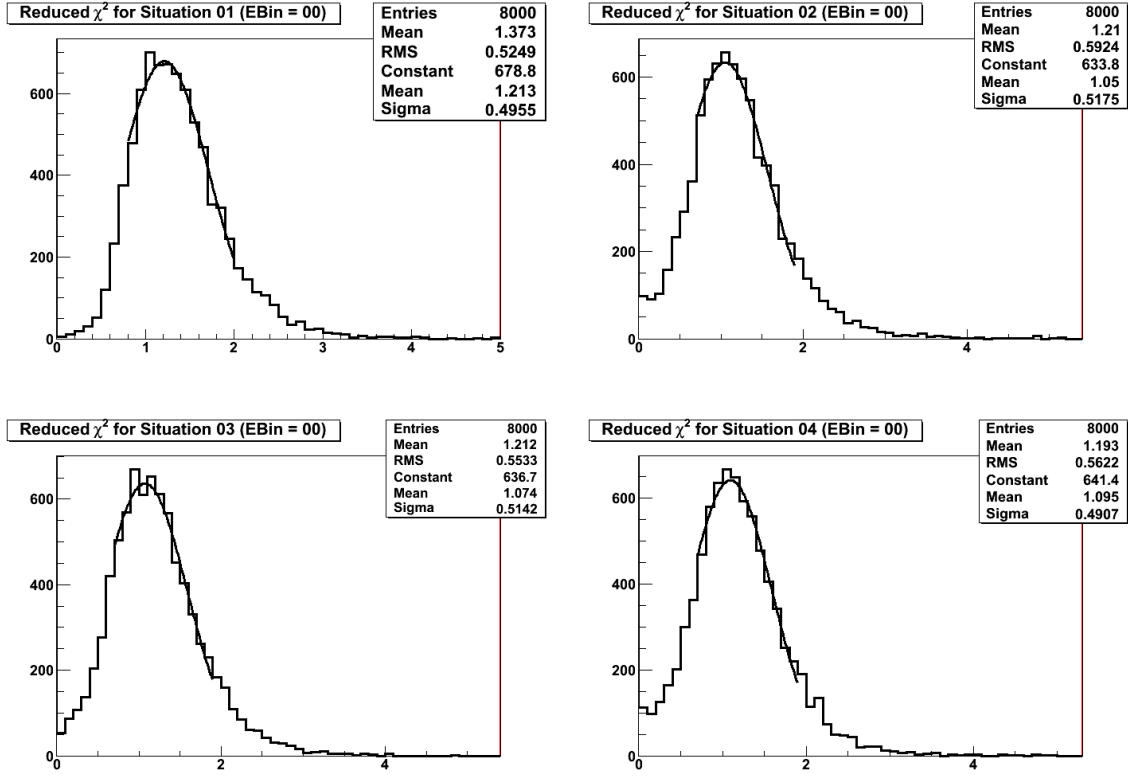 Reduced χ² for Situation 01 (EBin = 00)
Entries 8000
Mean 1.373
RMS 0.5249
Constant 678.8
Mean 1.213
Sigma 0.4955
600
400
200
0
0 1 2 3 4 5
Reduced χ² for Situation 02 (EBin = 00)
Entries 8000
Mean 1.21
RMS 0.5924
Constant 633.8
Mean 1.05
Sigma 0.5175
600
400
200
0
0 2 4
Reduced χ² for Situation 03 (EBin = 00)
Entries 8000
Mean 1.212
RMS 0.5533
Constant 636.7
Mean 1.074
Sigma 0.5142
600
400
200
0
0 2 4
Reduced χ² for Situation 04 (EBin = 00)
Entries 8000
Mean 1.193
RMS 0.5622
Constant 641.4
Mean 1.095
Sigma 0.4907
600
400
200
0
0 2 4